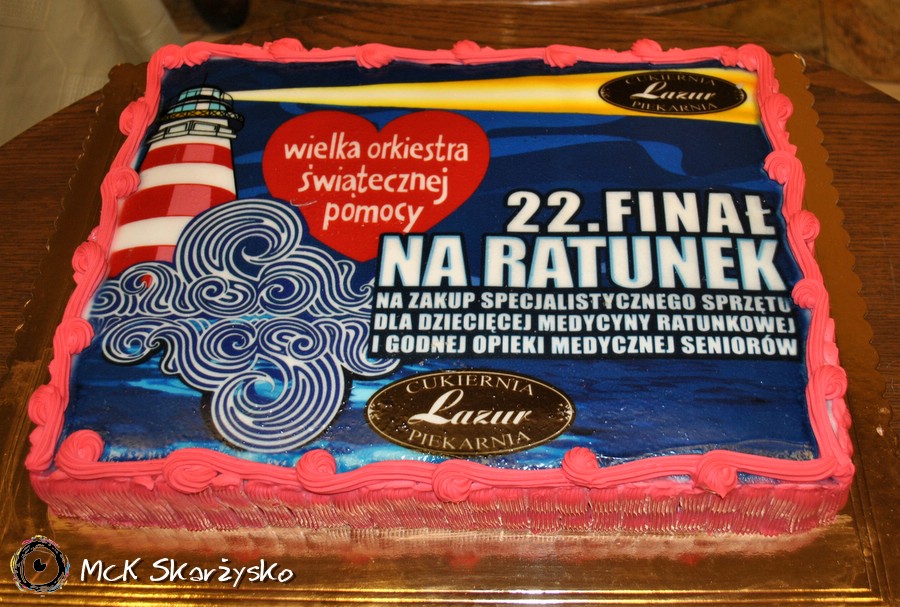 CUKIERNIA
Lazur
PIEKARNIA
wielka orkiestra
świątecznej
pomocy
22.FINAŁ
NA RATUNEK
NA ZAKUP SPECJALISTYCZNEGO SPRZĘTU
DLA DZIECIĘCEJ MEDYCYNY RATUNKOWEJ
I GODNEJ OPIEKI MEDYCZNEJ SENIORÓW
CUKIERNIA
Lazur
PIEKARNIA
McK Skarżysko